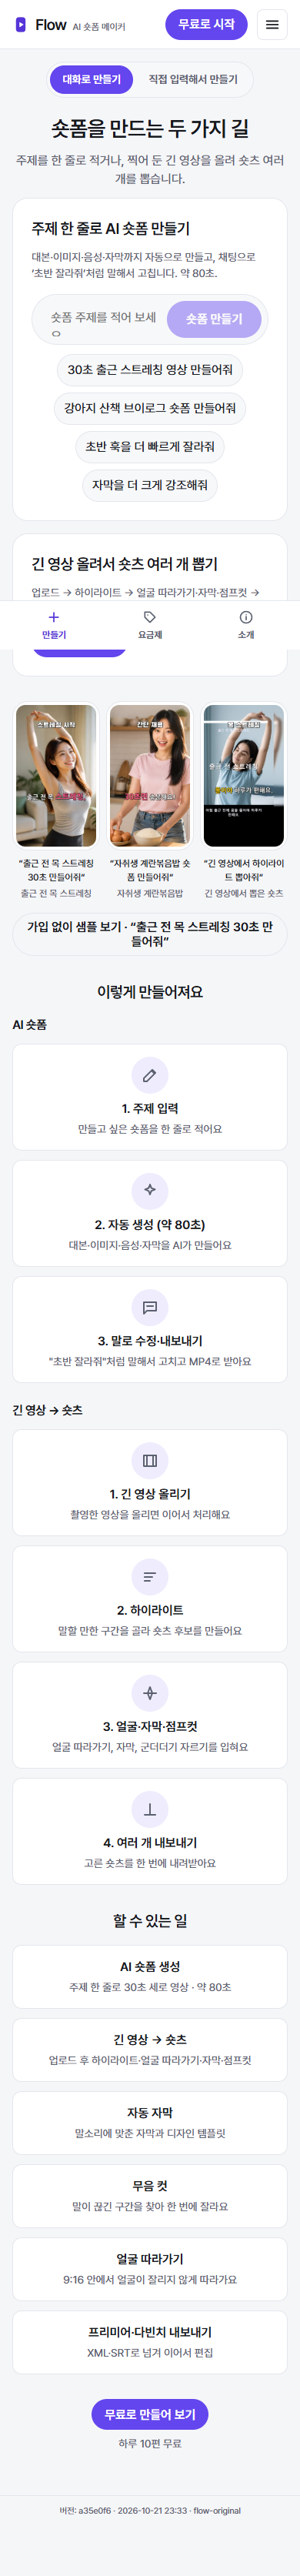 Flow AI 숏폼 메이커
무료로 시작
대화로 만들기
직접 입력해서 만들기
숏폼을 만드는 두 가지 길
주제를 한 줄로 적거나, 찍어 둔 긴 영상을 올려 숏츠 여러
개를 뽑습니다.
주제 한 줄로 AI 숏폼 만들기
대본·이미지·음성·자막까지 자동으로 만들고, 채팅으로
'초반 잘라줘'처럼 말해서 고칩니다. 약 80초.
숏폼 주제를 적어 보세
숏폼 만들기
30초 출근 스트레칭 영상 만들어줘
강아지 산책 브이로그 숏폼 만들어줘
초반 훅을 더 빠르게 잘라줘
자막을 더 크게 강조해줘
긴 영상 올려서 숏츠 여러 개 뽑기
업로드 → 하이라이트 → 얼굴 따라가기·자막·점프컷 →
만들기
요금제
소개
스트레칭 시작
출근 전 목 스트레칭
간단 재료
"출근 전 목 스트레칭
30초 만들어줘"
출근 전 목 스트레칭
"자취생 계란볶음밥 숏
폼 만들어줘"
자취생 계란볶음밥
"긴 영상에서 하이라이
트 뽑아줘"
긴 영상에서 뽑은 숏츠
가입 없이 샘플 보기 · "출근 전 목 스트레칭 30초 만
들어줘"
이렇게 만들어져요
AI 숏폼
1. 주제 입력
만들고 싶은 숏폼을 한 줄로 적어요
2. 자동 생성 (약 80초)
대본·이미지·음성·자막을 AI가 만들어요
3. 말로 수정·내보내기
"초반 잘라줘"처럼 말해서 고치고 MP4로 받아요
긴 영상 → 숏츠
1. 긴 영상 올리기
촬영한 영상을 올리면 이어서 처리해요
2. 하이라이트
말할 만한 구간을 골라 숏츠 후보를 만들어요
3. 얼굴·자막·점프컷
얼굴 따라가기, 자막, 군더더기 자르기를 입혀요
4. 여러 개 내보내기
고른 숏츠를 한 번에 내려받아요
할 수 있는 일
AI 숏폼 생성
주제 한 줄로 30초 세로 영상 · 약 80초
긴 영상 → 숏츠
업로드 후 하이라이트·얼굴 따라가기·자막·점프컷
자동 자막
말소리에 맞춘 자막과 디자인 템플릿
무음 컷
말이 끊긴 구간을 찾아 한 번에 잘라요
얼굴 따라가기
9:16 안에서 얼굴이 잘리지 않게 따라가요
프리미어·다빈치 내보내기
XML·SRT로 넘겨 이어서 편집
무료로 만들어 보기
하루 10편 무료
버전: a35e0f6 · 2026-10-21 23:33 · flow-original